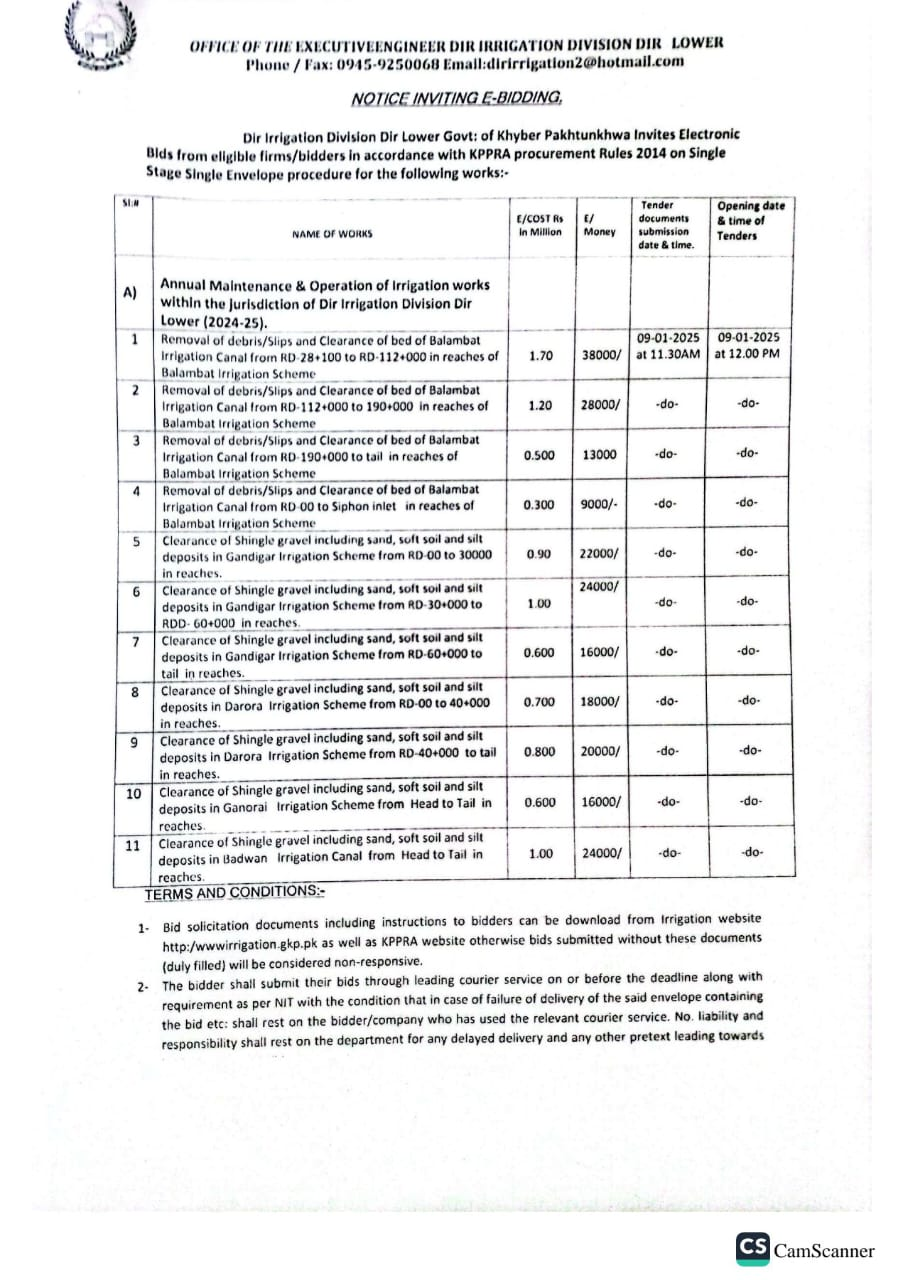 OFFICE OF THE EXECUTIVEENGINEER DIR IRRIGATION DIVISION DIR LOWER
Phone / Fax: 0945-9250068 Email:dirirrigation2@hotmail.com
NOTICE INVITING E-BIDDING,
Dir Irrigation Division Dir Lower Govt: of Khyber Pakhtunkhwa Invites Electronic
Bids from eligible firms/bidders in accordance with KPPRA procurement Rules 2014 on Single
Stage Single Envelope procedure for the following works:-
Sl:# NAME OF WORKS E/COST Rs In Million E/ Money Tender documents submission date & time. Opening date & time of Tenders
A) Annual Maintenance & Operation of Irrigation works
within the jurisdiction of Dir Irrigation Division Dir
Lower (2024-25).
1 Removal of debris/Slips and Clearance of bed of Balambat
Irrigation Canal from RD-28+100 to RD-112+000 in reaches of
Balambat Irrigation Scheme 1.70 38000/ 09-01-2025 at 11.30AM 09-01-2025 at 12.00 PM
2 Removal of debris/Slips and Clearance of bed of Balambat
Irrigation Canal from RD-112+000 to 190+000 in reaches of
Balambat Irrigation Scheme 1.20 28000/ -do- -do-
3 Removal of debris/Slips and Clearance of bed of Balambat
Irrigation Canal from RD-190+000 to tail in reaches of
Balambat Irrigation Scheme 0.500 13000 -do- -do-
4 Removal of debris/Slips and Clearance of bed of Balambat
Irrigation Canal from RD-00 to Siphon inlet in reaches of
Balambat Irrigation Scheme 0.300 9000/- -do- -do-
5 Clearance of Shingle gravel including sand, soft soil and silt
deposits in Gandigar Irrigation Scheme from RD-00 to 30000
in reaches. 0.90 22000/ -do- -do-
6 Clearance of Shingle gravel including sand, soft soil and silt
deposits in Gandigar Irrigation Scheme from RD-30+000 to
RDD- 60+000 in reaches. 1.00 24000/ -do- -do-
7 Clearance of Shingle gravel including sand, soft soil and silt
deposits in Gandigar Irrigation Scheme from RD-60+000 to
tail in reaches. 0.600 16000/ -do- -do-
8 Clearance of Shingle gravel including sand, soft soil and silt
deposits in Darora Irrigation Scheme from RD-00 to 40+000
in reaches. 0.700 18000/ -do- -do-
9 Clearance of Shingle gravel including sand, soft soil and silt
deposits in Darora Irrigation Scheme from RD-40+000 to tail
in reaches. 0.800 20000/ -do- -do-
10 Clearance of Shingle gravel including sand, soft soil and silt
deposits in Ganorai Irrigation Scheme from Head to Tail in
reaches. 0.600 16000/ -do- -do-
11 Clearance of Shingle gravel including sand, soft soil and silt
deposits in Badwan Irrigation Canal from Head to Tail in
reaches. 1.00 24000/ -do- -do-
TERMS AND CONDITIONS:-
1- Bid solicitation documents including instructions to bidders can be download from Irrigation website
http:/wwwirrigation.gkp.pk as well as KPPRA website otherwise bids submitted without these documents
(duly filled) will be considered non-responsive.
2- The bidder shall submit their bids through leading courier service on or before the deadline along with
requirement as per NIT with the condition that in case of failure of delivery of the said envelope containing
the bid etc: shall rest on the bidder/company who has used the relevant courier service. No. liability and
responsibility shall rest on the department for any delayed delivery and any other pretext leading towards
CS CamScanner